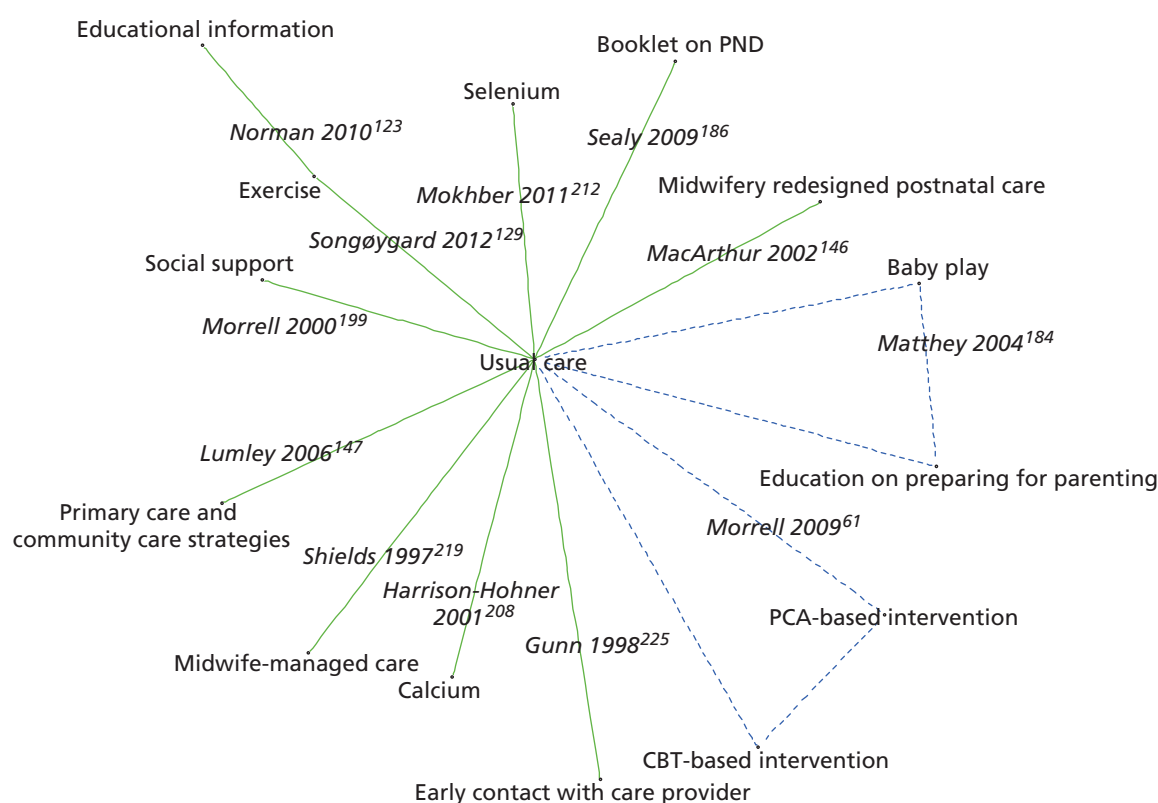 Educational information
Booklet on PND
Selenium
Norman 2010¹²³
Sealy 2009¹⁸⁶
Exercise
Mokhber 2011²¹²
Midwifery redesigned postnatal care
Songøygard 2012¹²⁹
MacArthur 2002¹⁴⁶
Social support
Baby play
Morrell 2000¹⁹⁹
Matthey 2004¹⁸⁴
Usual care
Lumley 2006¹⁴⁷
Education on preparing for parenting
Primary care and
community care strategies
Morrell 2009⁶¹
Shields 1997²¹⁹
Harrison-Hohner
2001²⁰⁸
PCA-based intervention
Gunn 1998²²⁵
Midwife-managed care
Calcium
CBT-based intervention
Early contact with care provider